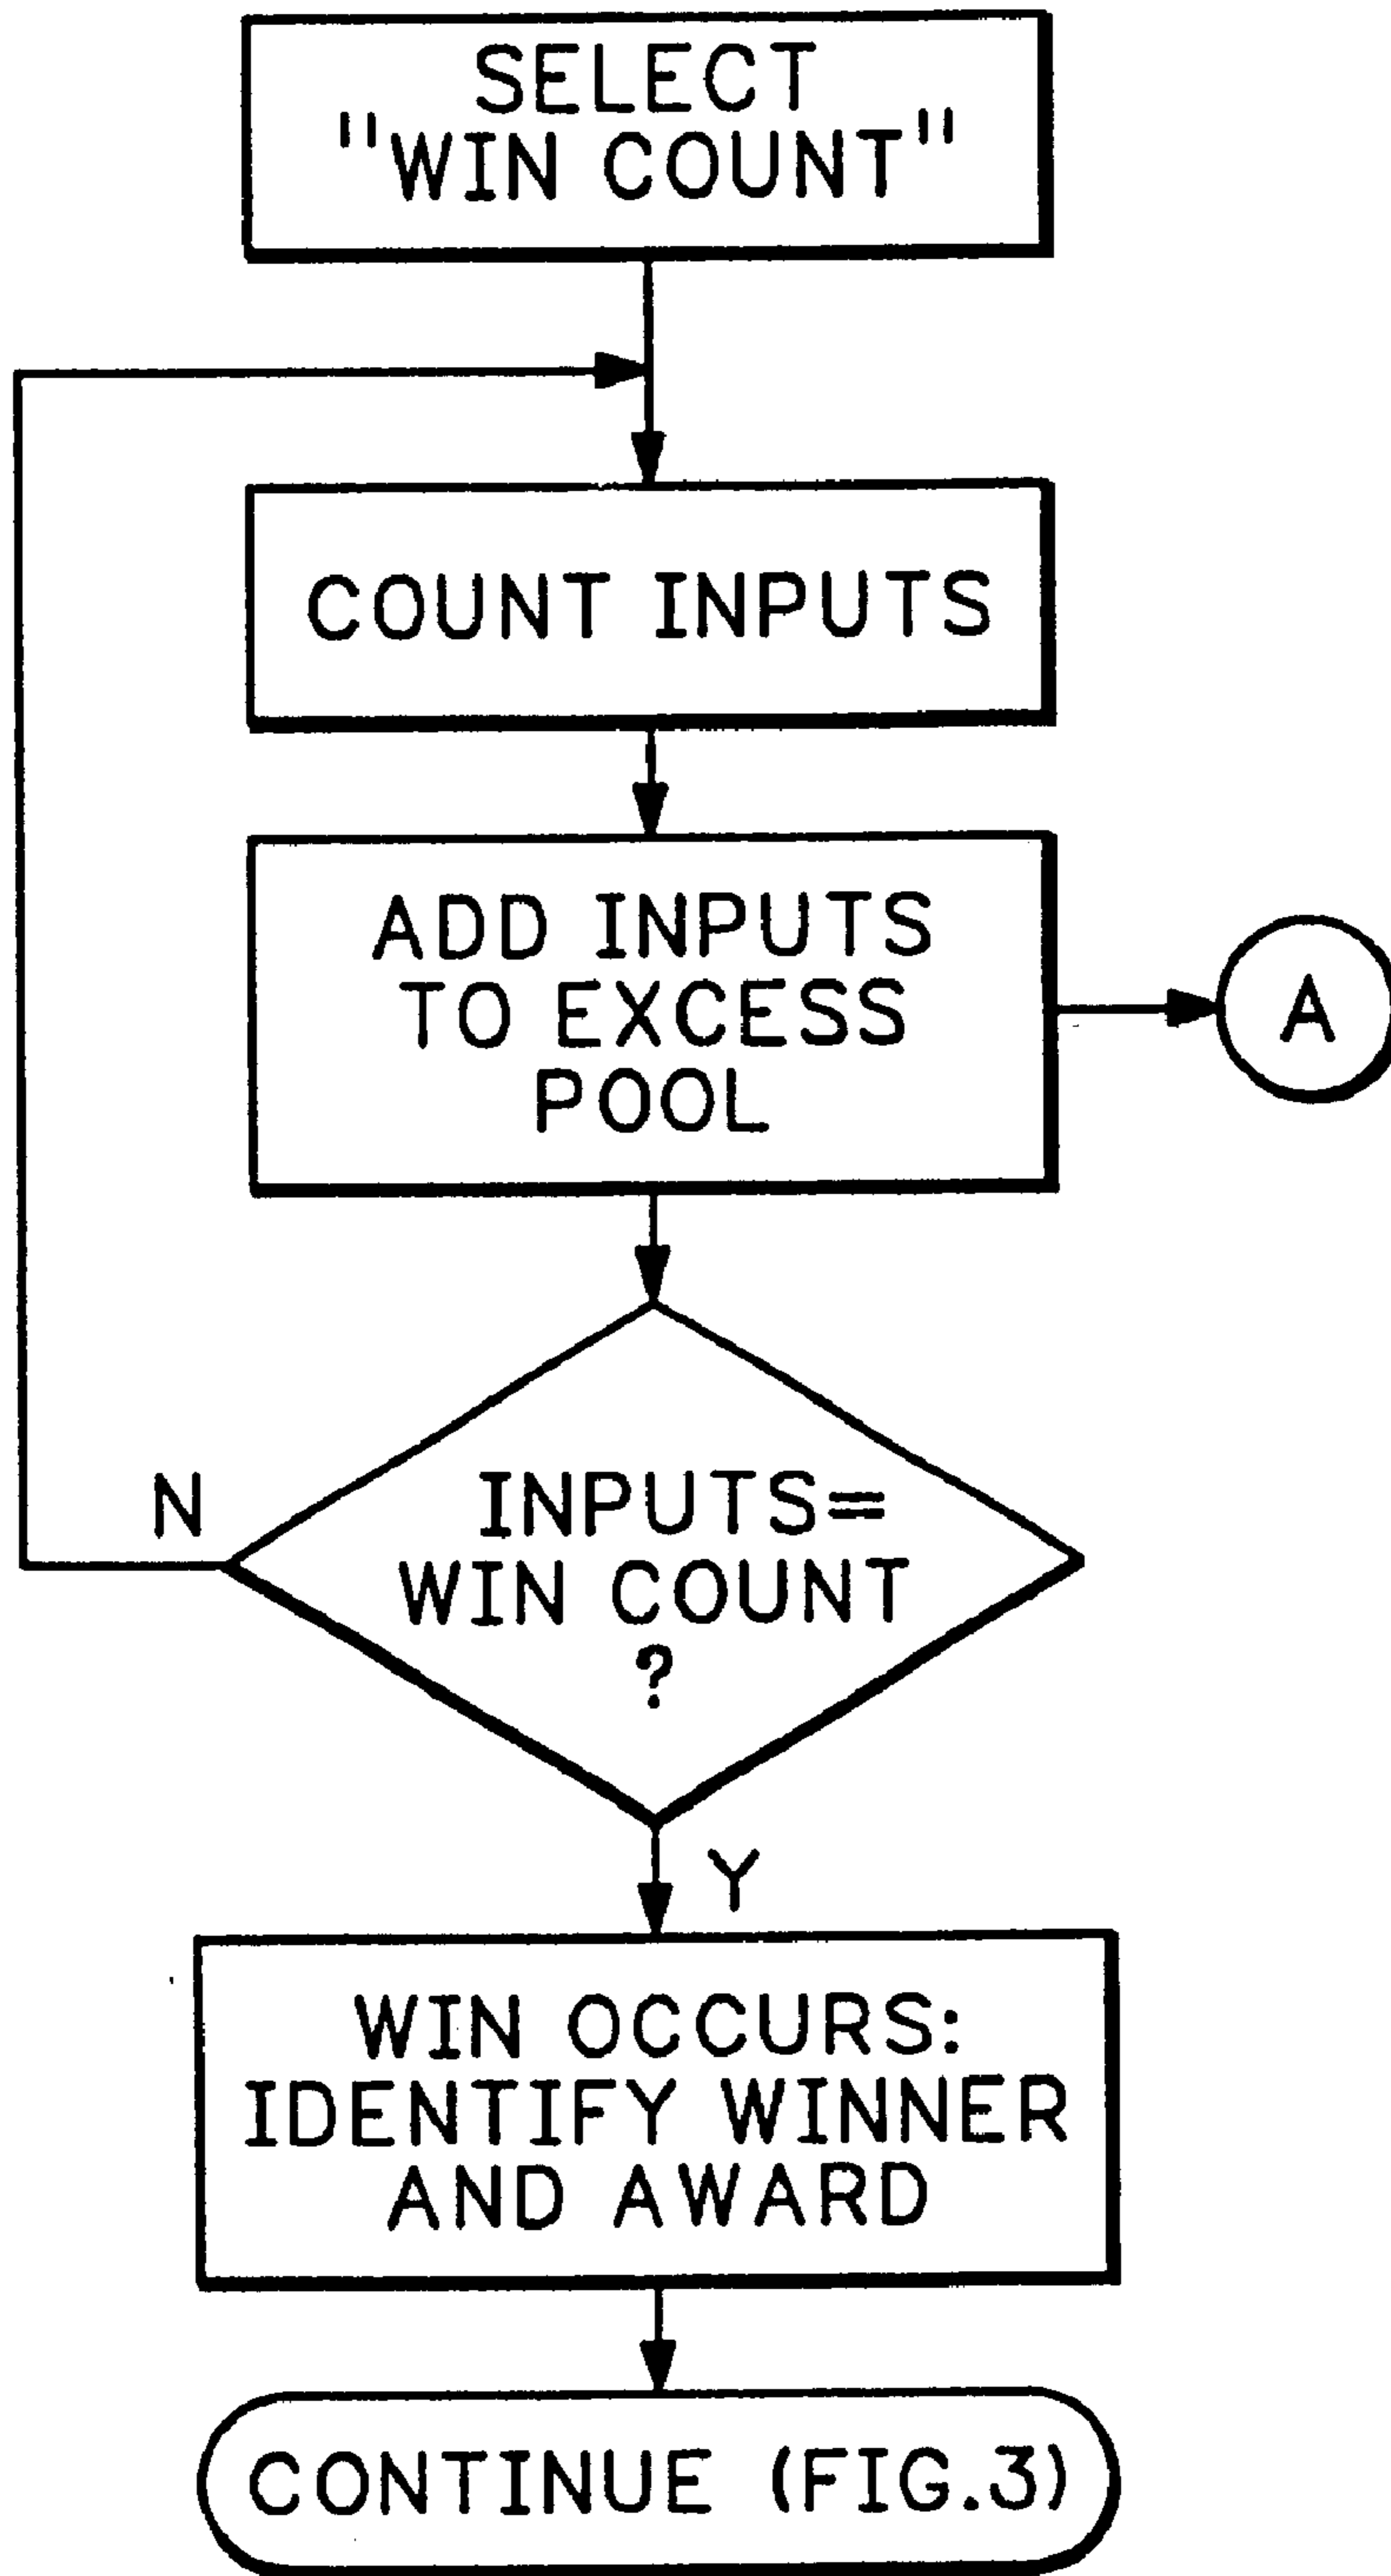 SELECT
"WIN COUNT"
COUNT INPUTS
ADD INPUTS
TO EXCESS
POOL
A
N
INPUTS=
WIN COUNT
?
Y
WIN OCCURS:
IDENTIFY WINNER
AND AWARD
CONTINUE (FIG.3)